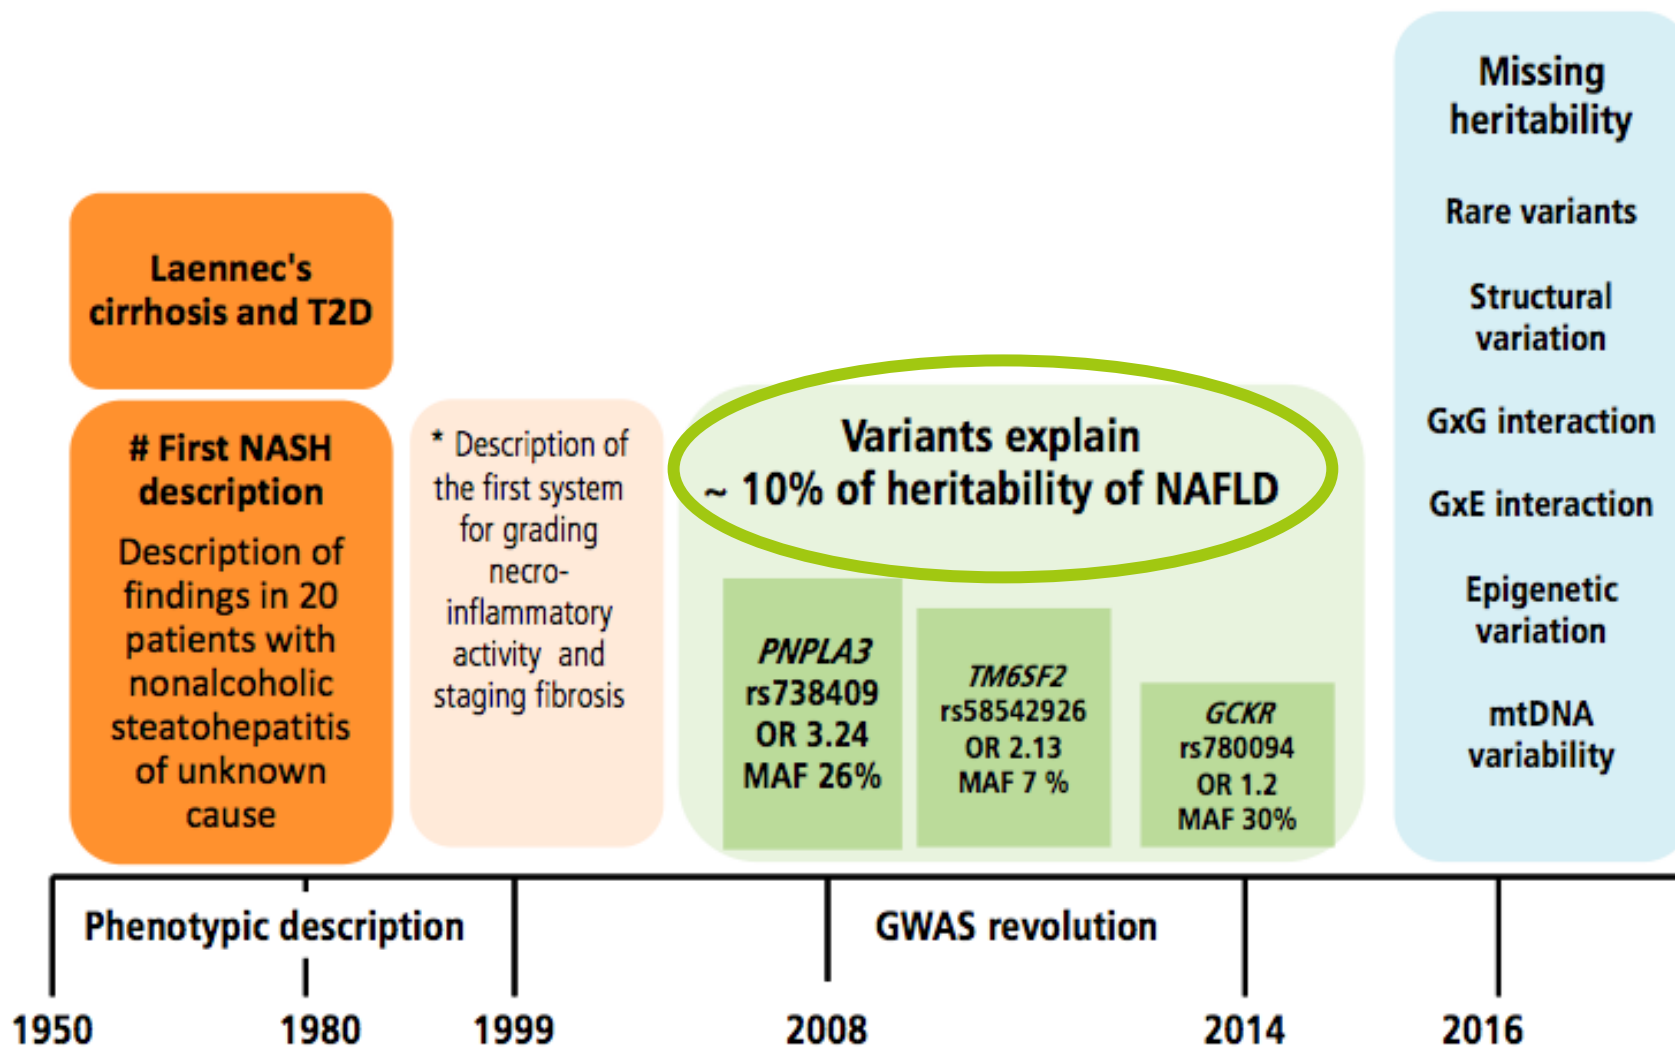 Laennec's
cirrhosis and T2D
# First NASH
description
Description of
findings in 20
patients with
nonalcoholic
steatohepatitis
of unknown
cause
* Description of
the first system
for grading
necro-
inflammatory
activity and
staging fibrosis
Variants explain
~ 10% of heritability of NAFLD
PNPLA3
rs738409
OR 3.24
MAF 26%
TM6SF2
rs58542926
OR 2.13
MAF 7 %
GCKR
rs780094
OR 1.2
MAF 30%
Missing
heritability
Rare variants
Structural
variation
GxG interaction
GxE interaction
Epigenetic
variation
mtDNA
variability
Phenotypic description
GWAS revolution
1950
1980
1999
2008
2014
2016